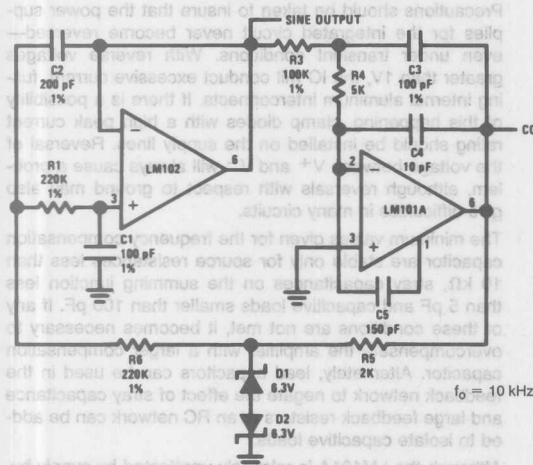 SINE OUTPUT
C2
200 pF
1%
R3
100K
1%
R4
5K
C3
100 pF
1%
C4
10 pF
CO
R1
220K
1%
LM102
6
3
2
LM101A
6
3
1
C1
100 pF
1%
C5
150 pF
R6
220K
1%
R5
2K
D1
6.3V
D2
6.3V
fₒ = 10 kHz
Precautions should be taken to insure that the power sup-
plies for the integrated circuit never become reversed—
even under transient conditions. With reverse voltages
greater than 1V, the IC will conduct excessive current, fus-
ing internal aluminum interconnects. If there is a possibility
of this happening, clamp diodes with a high peak current
rating should be installed on the supply lines. Reversal of
the voltage between V+ and V− will always cause a prob-
lem, although reversals with respect to ground may also
give difficulties in many circuits.
The minimum values given for the frequency compensation
capacitor are stable only for source resistances less than
10 kΩ, stray capacitances on the summing junction less
than 5 pF and capacitive loads smaller than 100 pF. If any
of these conditions are not met, it becomes necessary to
overcompensate the amplifier with a larger compensation
capacitor. Alternately, lead capacitors can be used in the
feedback network to negate the effect of stray capacitance
and large feedback resistors or an RC network can be add-
ed to isolate capacitive loads.